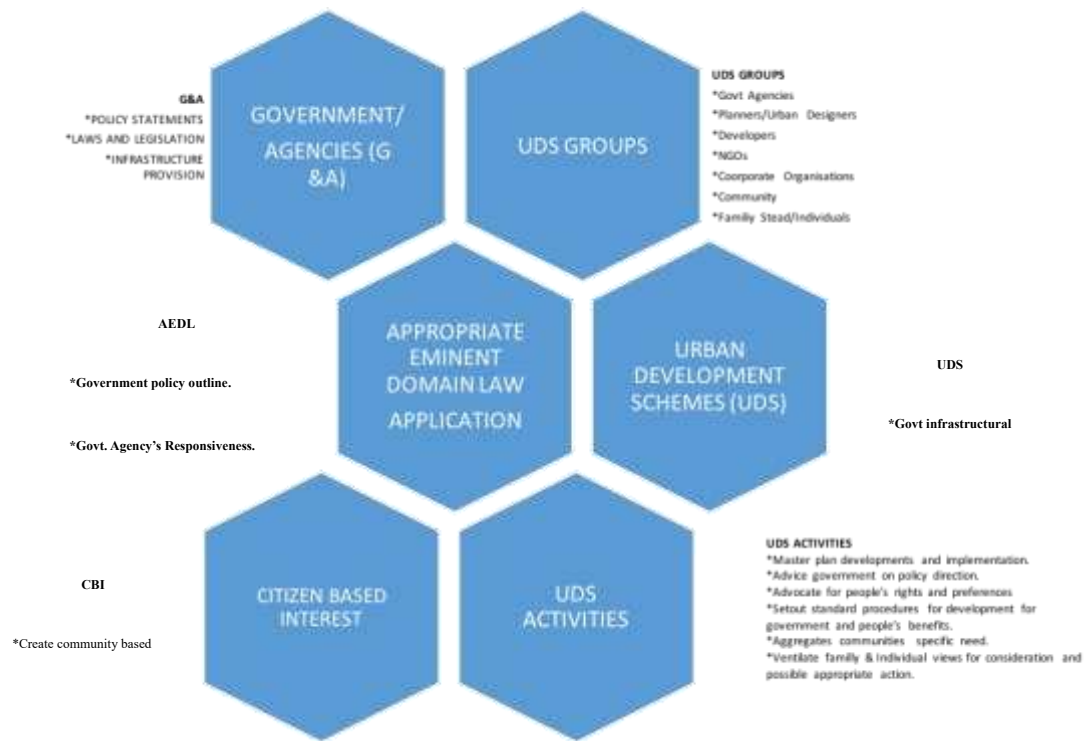 G&A
*POLICY STATEMENTS
*LAWS AND LEGISLATION
*INFRASTRUCTURE
PROVISION
GOVERNMENT/
AGENCIES (G
&A)
UDS GROUPS
UDS GROUPS
*Govt Agencies
*Planners/Urban Designers
*Developers
*NGOs
*Coorporate Organisations
*Community
*Familiy Stead/Individuals
AEDL
*Government policy outline.
*Govt. Agency’s Responsiveness.
APPROPRIATE
EMINENT
DOMAIN LAW
APPLICATION
URBAN
DEVELOPMENT
SCHEMES (UDS)
UDS
*Govt infrastructural
CBI
*Create community based
CITIZEN BASED
INTEREST
UDS
ACTIVITIES
UDS ACTIVITIES
*Master plan developments and implementation.
*Advice government on policy direction.
*Advocate for people's rights and preferences
*Setout standard procedures for development for
government and people's benefits.
*Aggregates communities specific need.
*Ventilate familly & Individual views for consideration and
possible appropriate action.